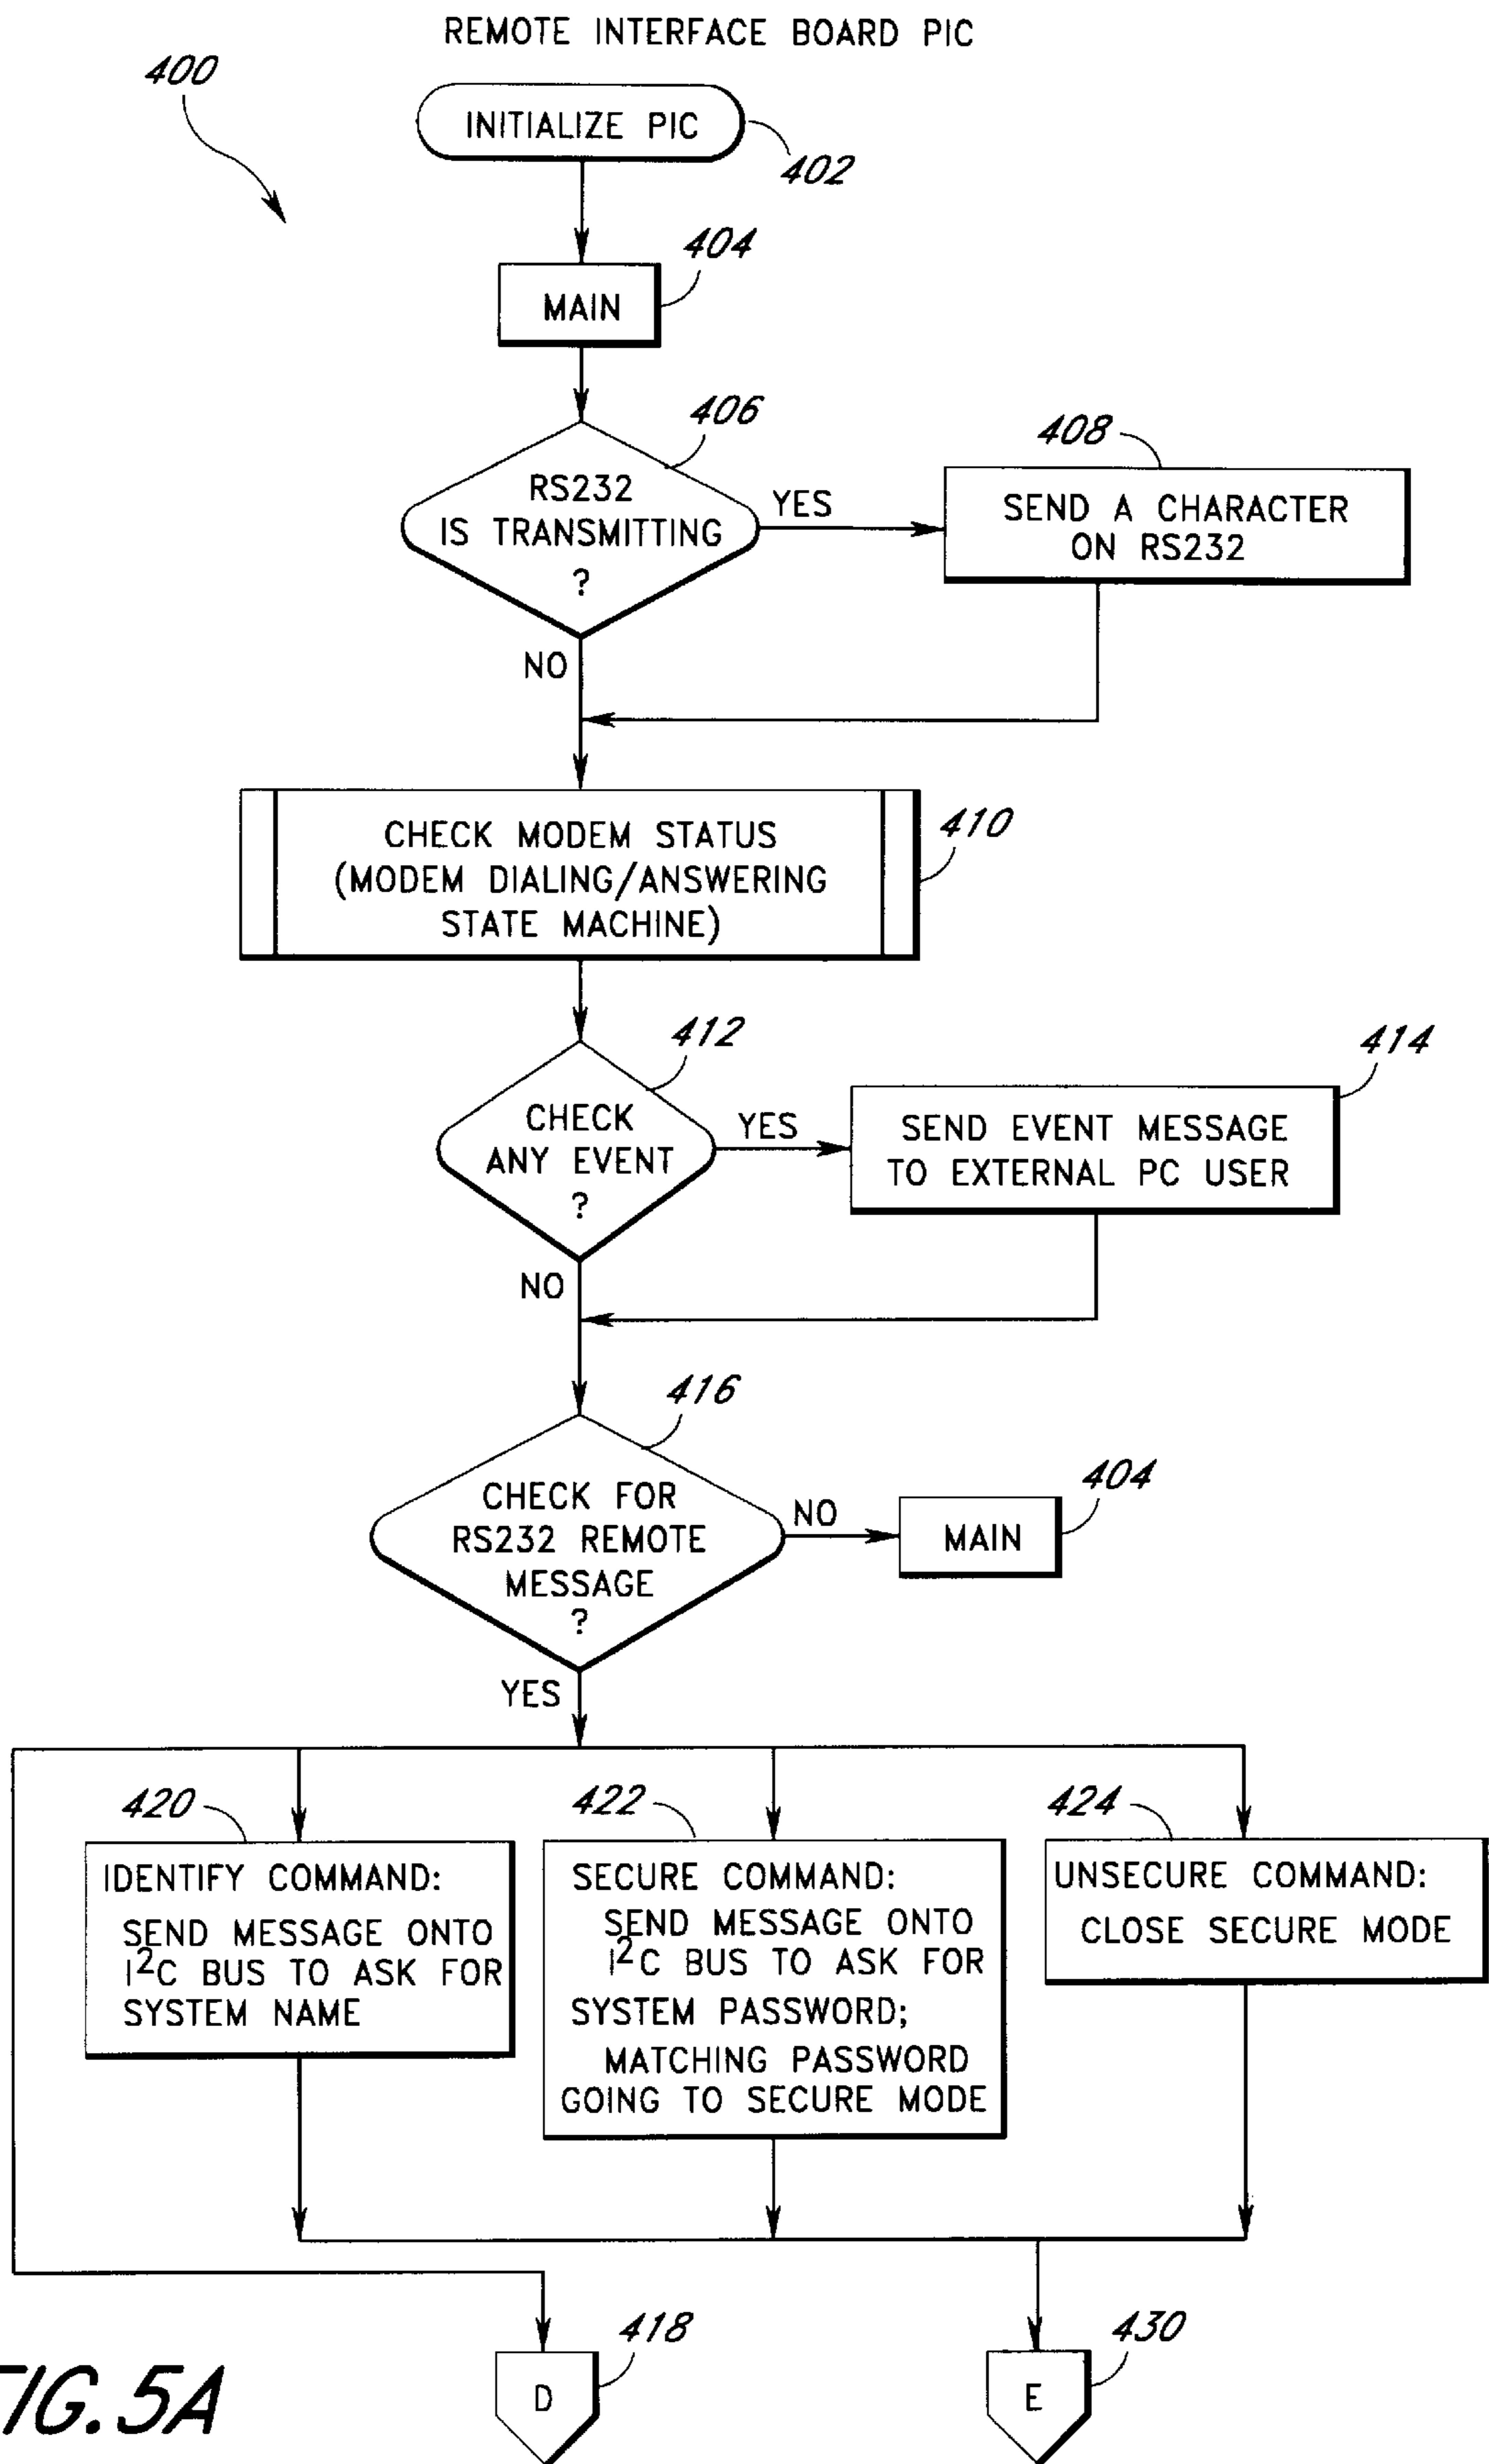 REMOTE INTERFACE BOARD PIC
400
INITIALIZE PIC
402
404
MAIN
406
RS232
IS TRANSMITTING
?
YES
NO
408
SEND A CHARACTER
ON RS232
CHECK MODEM STATUS
(MODEM DIALING/ANSWERING
STATE MACHINE)
410
412
CHECK
ANY EVENT
?
YES
NO
414
SEND EVENT MESSAGE
TO EXTERNAL PC USER
416
CHECK FOR
RS232 REMOTE
MESSAGE
?
NO
YES
404
MAIN
420
IDENTIFY COMMAND:
SEND MESSAGE ONTO
I²C BUS TO ASK FOR
SYSTEM NAME
422
SECURE COMMAND:
SEND MESSAGE ONTO
I²C BUS TO ASK FOR
SYSTEM PASSWORD;
MATCHING PASSWORD
GOING TO SECURE MODE
424
UNSECURE COMMAND:
CLOSE SECURE MODE
418
D
430
E
FIG. 5A